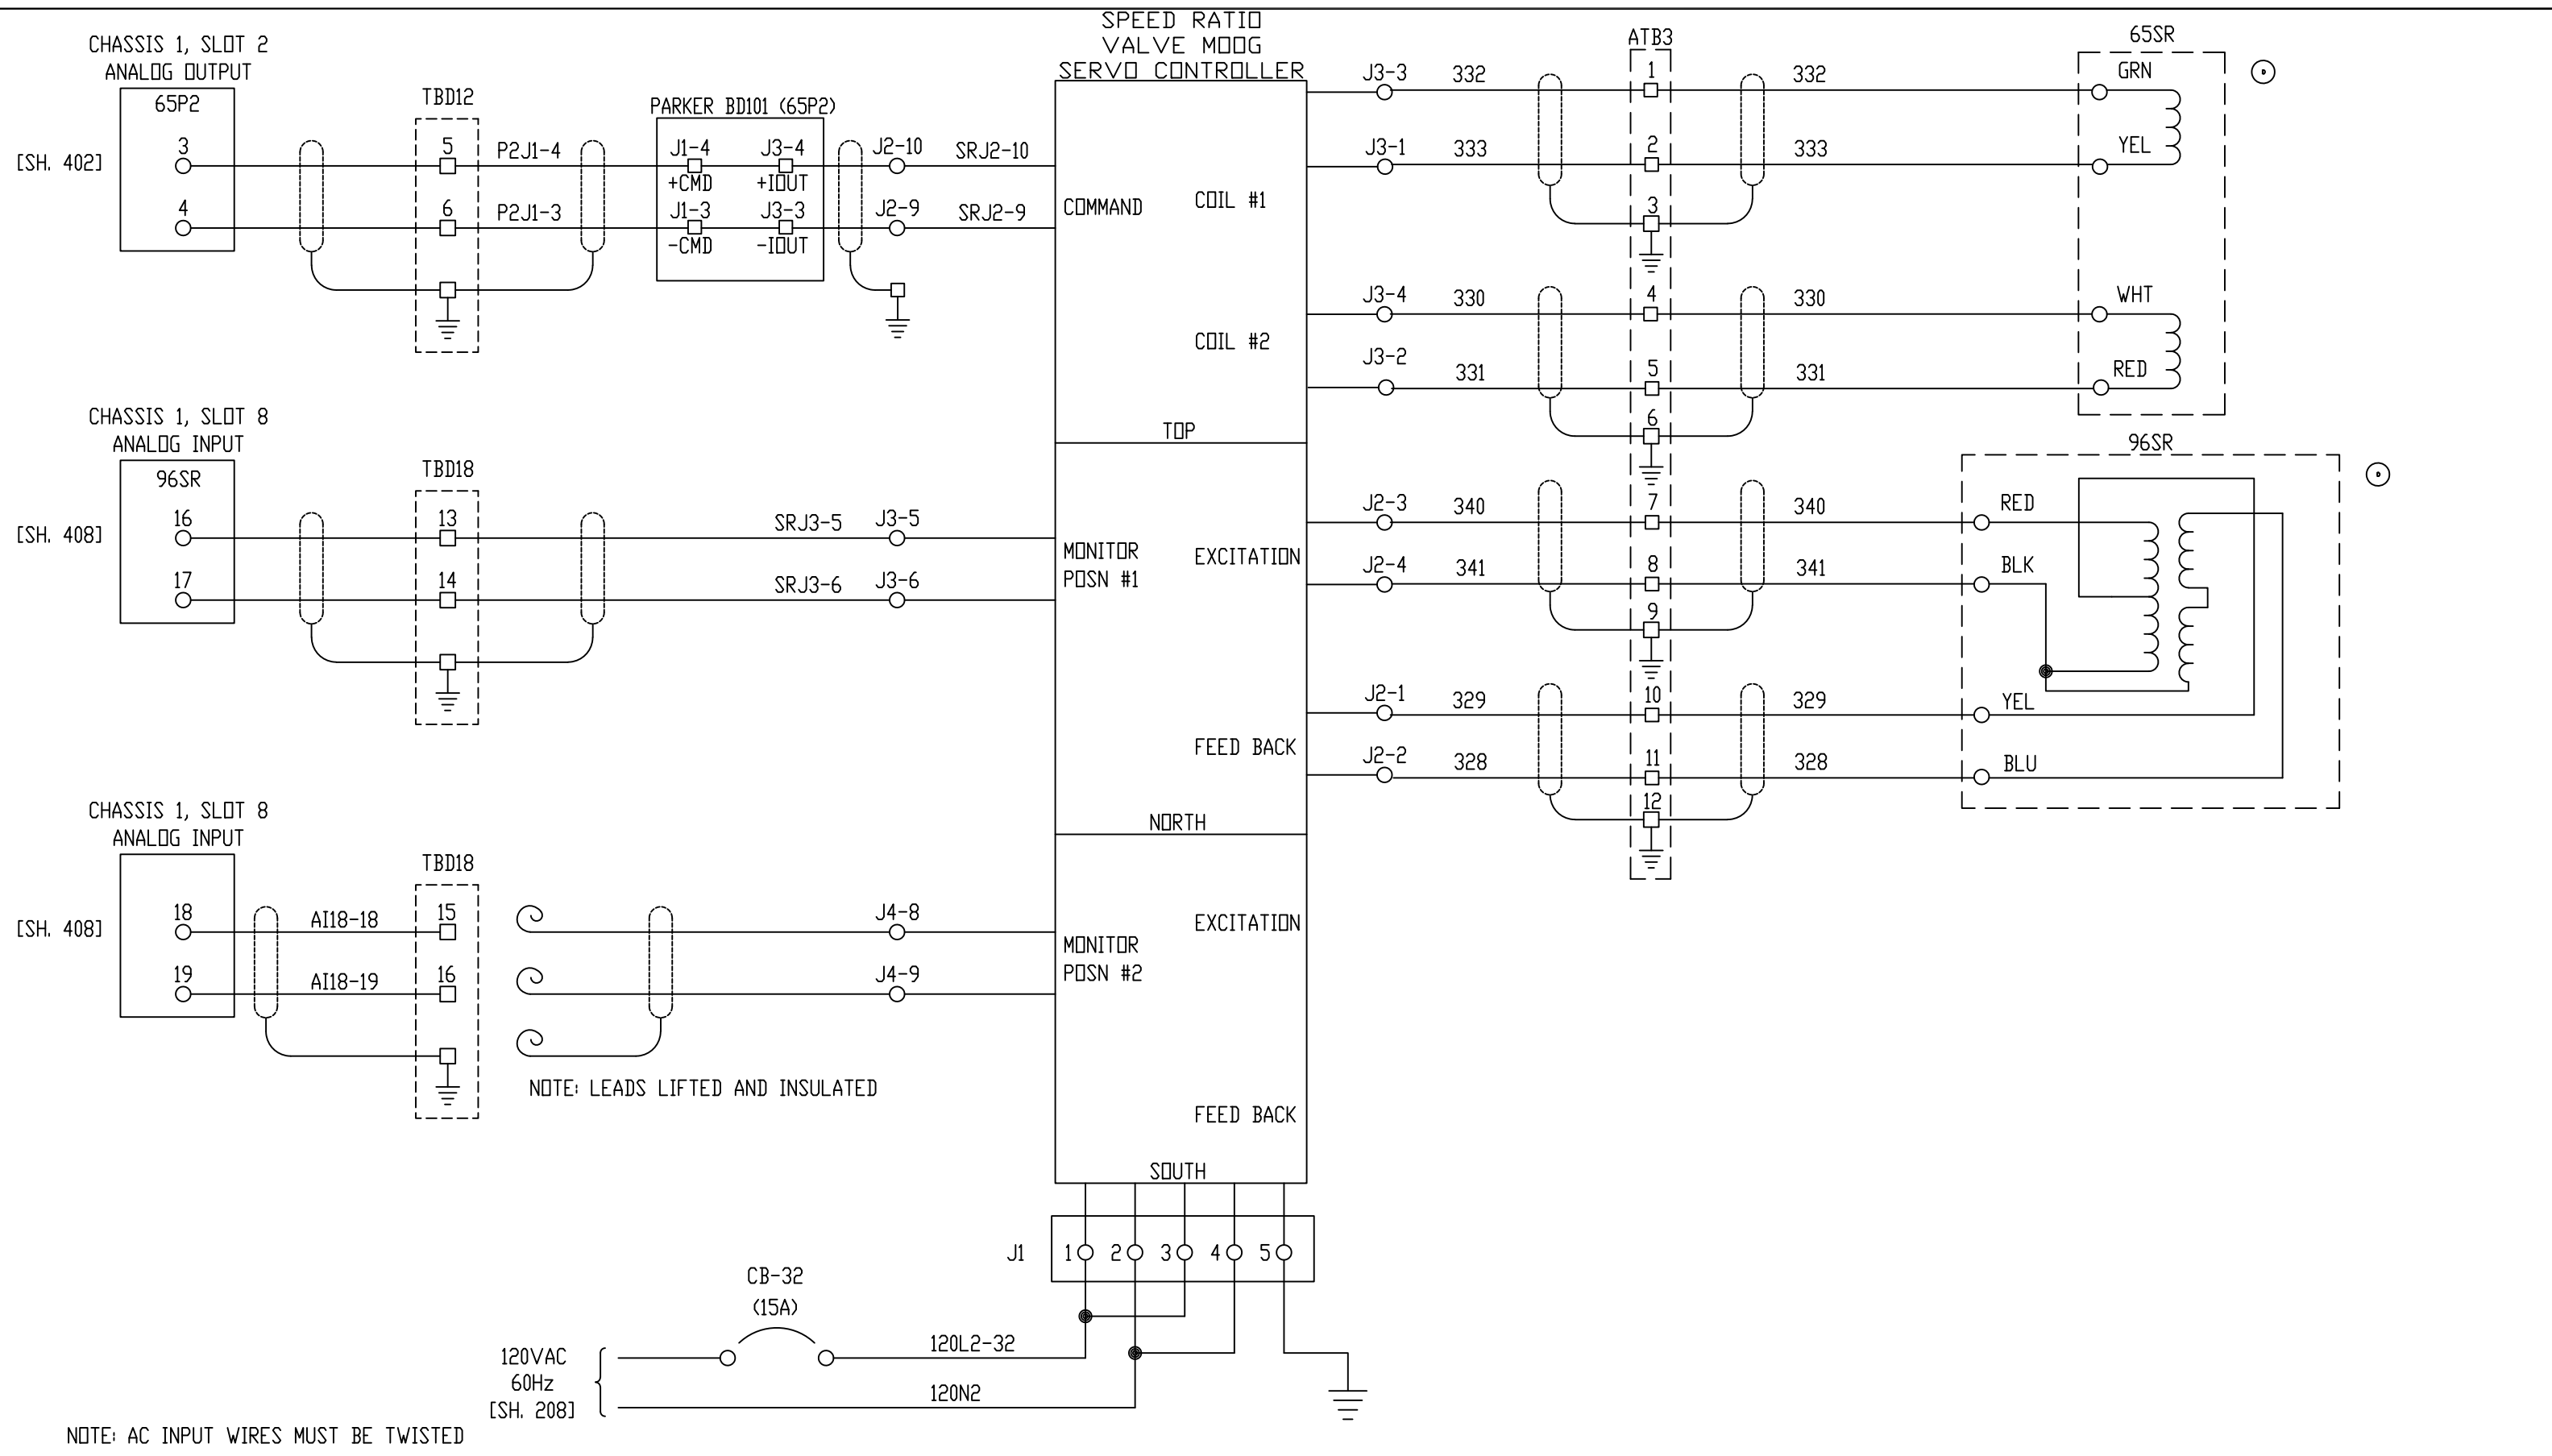 SPEED RATIO
VALVE MOOG
SERVO CONTROLLER
CHASSIS 1, SLOT 2
ANALOG OUTPUT
65P2
[SH. 402]
3
4
TBD12
5
6
P2J1-4
P2J1-3
PARKER BD101 (65P2)
J1-4
J3-4
+CMD
+IOUT
J1-3
J3-3
-CMD
-IOUT
J2-10
SRJ2-10
J2-9
SRJ2-9
COMMAND
COIL #1
COIL #2
TOP
CHASSIS 1, SLOT 8
ANALOG INPUT
96SR
[SH. 408]
16
17
TBD18
13
14
SRJ3-5
J3-5
SRJ3-6
J3-6
MONITOR
POSN #1
EXCITATION
FEED BACK
NORTH
CHASSIS 1, SLOT 8
ANALOG INPUT
[SH. 408]
18
19
AI18-18
AI18-19
TBD18
15
16
J4-8
J4-9
NOTE: LEADS LIFTED AND INSULATED
MONITOR
POSN #2
EXCITATION
FEED BACK
SOUTH
J3-3
332
J3-1
333
J3-4
330
J3-2
331
J2-3
340
J2-4
341
J2-1
329
J2-2
328
ATB3
1
2
3
4
5
6
7
8
9
10
11
12
332
333
330
331
340
341
329
328
65SR
GRN
YEL
WHT
RED
D
96SR
RED
BLK
YEL
BLU
D
J1
1
2
3
4
5
CB-32
(15A)
120VAC
60Hz
[SH. 208]
120L2-32
120N2
NOTE: AC INPUT WIRES MUST BE TWISTED